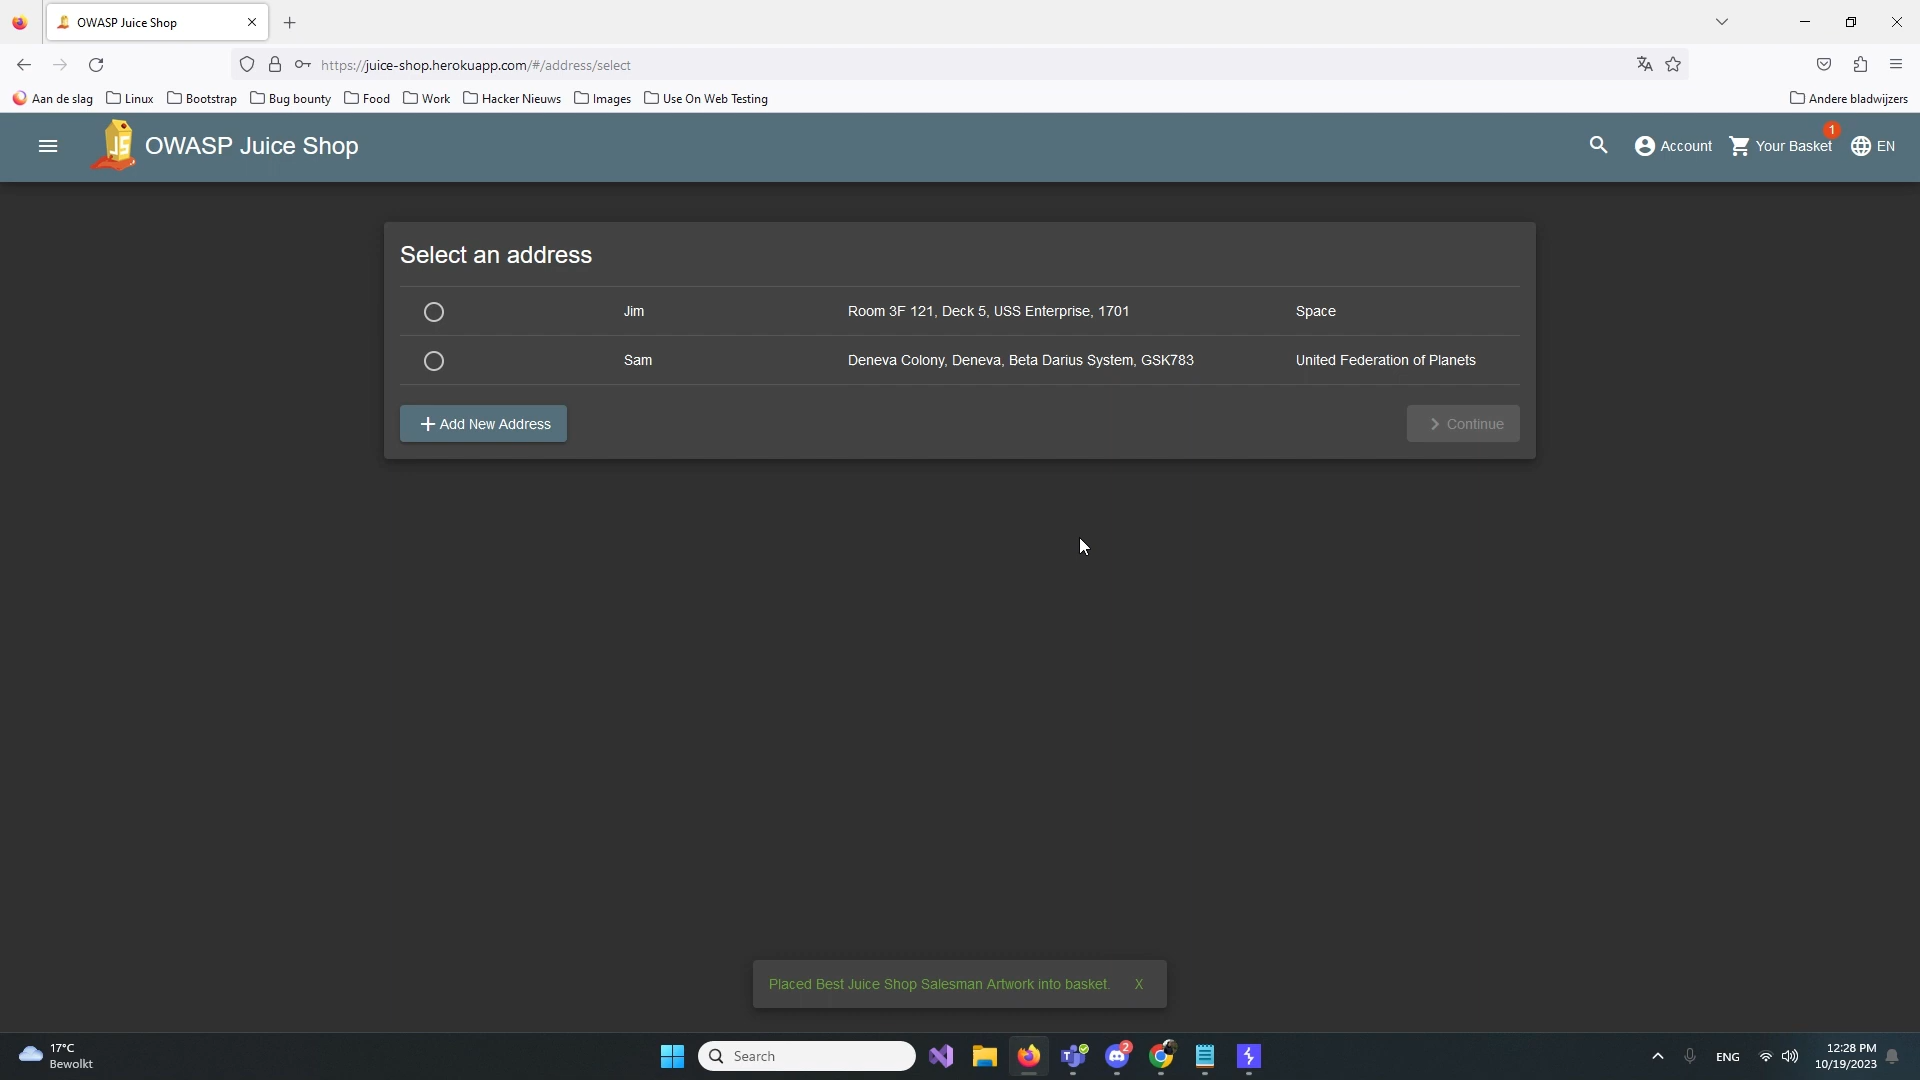 OWASP Juice Shop
https://juice-shop.herokuapp.com/#/address/select
Aan de slag Linux Bootstrap Bug bounty Food Work Hacker Nieuws Images Use On Web Testing Andere bladwijzers
OWASP Juice Shop Account Your Basket 1 EN
Select an address
Jim Room 3F 121, Deck 5, USS Enterprise, 1701 Space
Sam Deneva Colony, Deneva, Beta Darius System, GSK783 United Federation of Planets
Add New Address Continue
Placed Best Juice Shop Salesman Artwork into basket. X
17°C
Bewolkt
Search
2
ENG
12:28 PM
10/19/2023